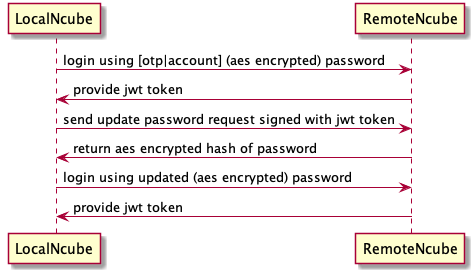 LocalNcube
RemoteNcube
login using [otp|account] (aes encrypted) password
provide jwt token
send update password request signed with jwt token
return aes encrypted hash of password
login using updated (aes encrypted) password
provide jwt token
LocalNcube
RemoteNcube